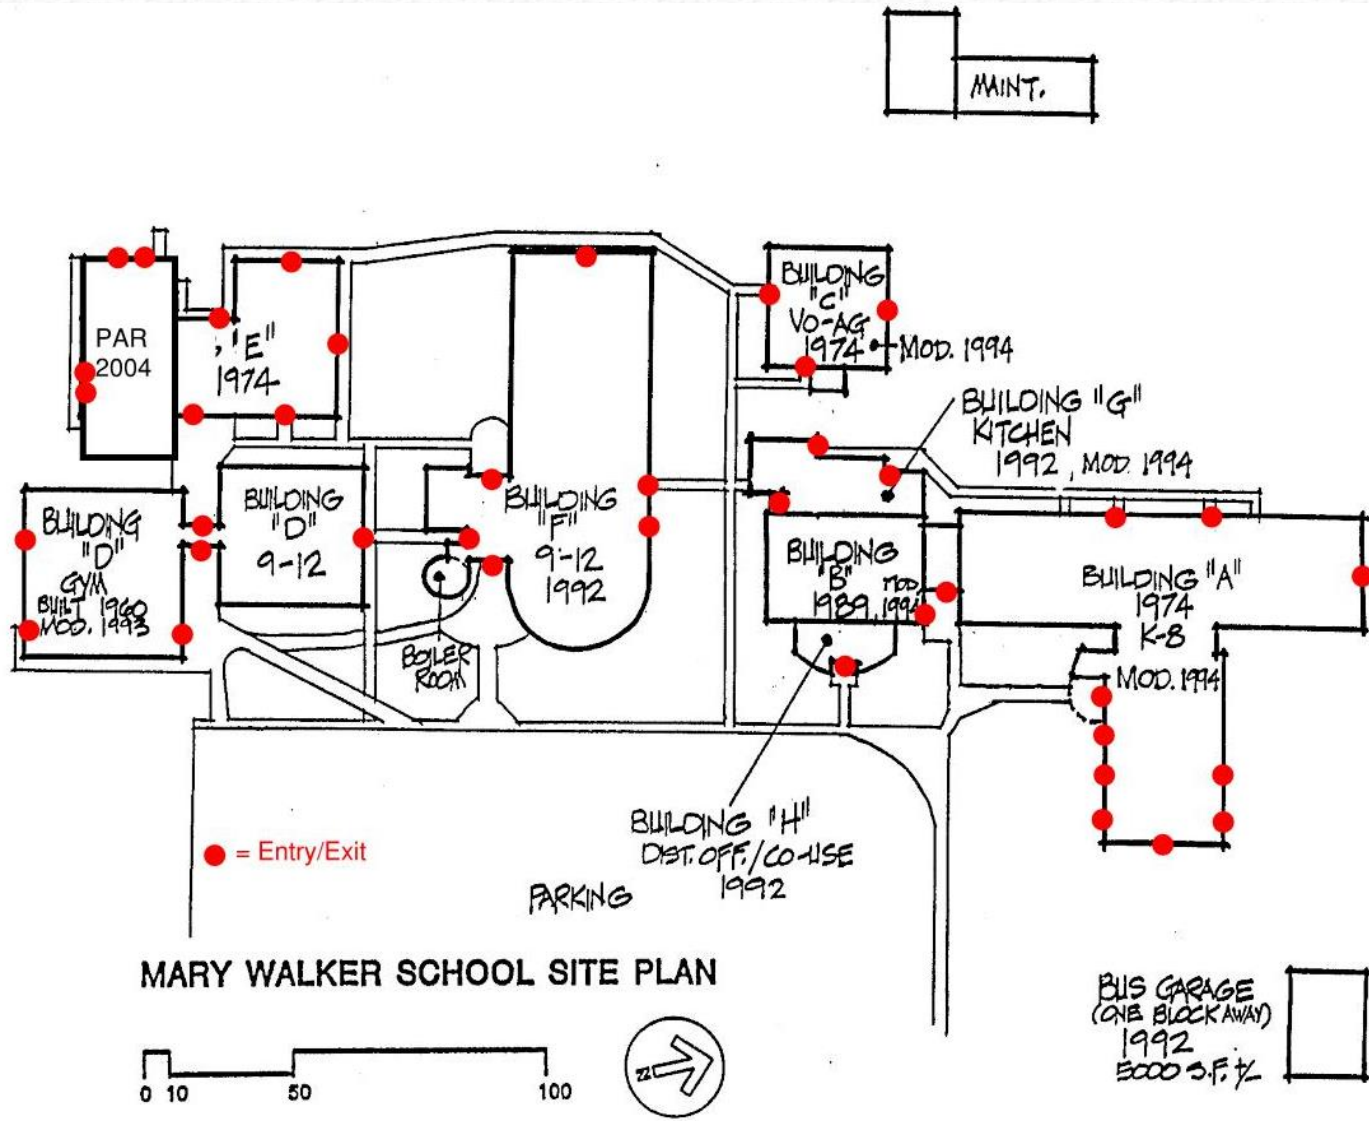 MAINT.
PAR
2004
"E"
1974
BUILDING
"C"
VO-AG
1974
MOD. 1994
BUILDING "G"
KITCHEN
1992, MOD. 1994
BUILDING
"D"
GYM
BUILT 1960
MOD. 1993
BUILDING
"D"
9-12
BUILDING
"F"
9-12
1992
BOILER
ROOM
BUILDING
"B"
1989, MOD.
1994
BUILDING "A"
1974
K-8
MOD. 1994
= Entry/Exit
BUILDING "H"
DIST. OFF./CO-USE
1992
PARKING
MARY WALKER SCHOOL SITE PLAN
0 10 50 100
BUS GARAGE
(ONE BLOCK AWAY)
1992
5000 S.F. +/-